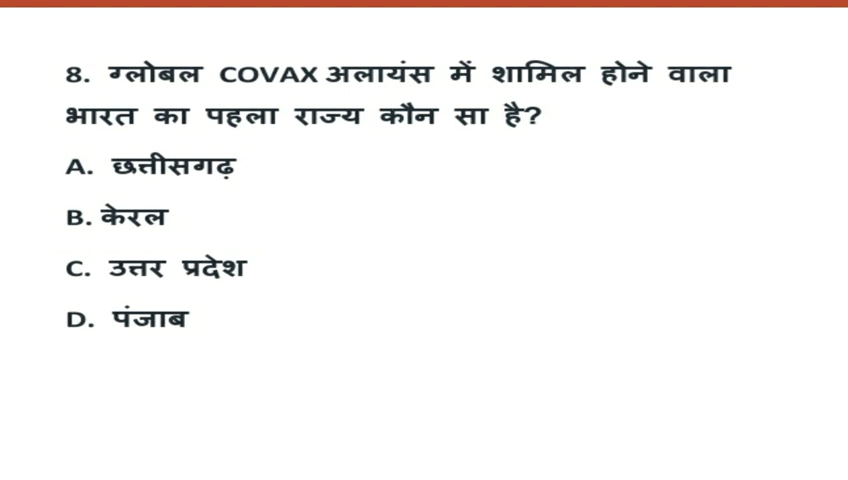 8. ग्लोबल COVAX अलायंस में शामिल होने वाला
भारत का पहला राज्य कौन सा है?
A. छत्तीसगढ़
B. केरल
C. उत्तर प्रदेश
D. पंजाब